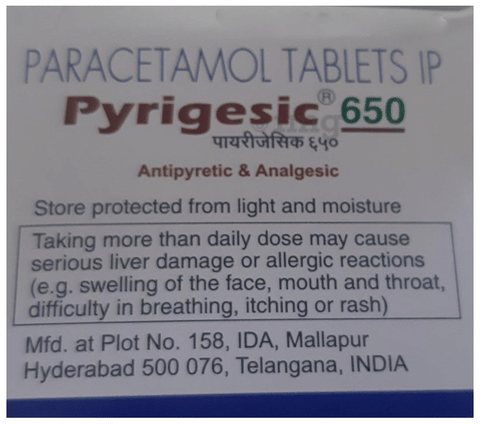 PARACETAMOL TABLETS IP
Pyrigesic® 650
पायरीजेसिक ६५०
Antipyretic & Analgesic
Store protected from light and moisture
Taking more than daily dose may cause
serious liver damage or allergic reactions
(e.g. swelling of the face, mouth and throat,
difficulty in breathing, itching or rash)
Mfd. at Plot No. 158, IDA, Mallapur
Hyderabad 500 076, Telangana, INDIA